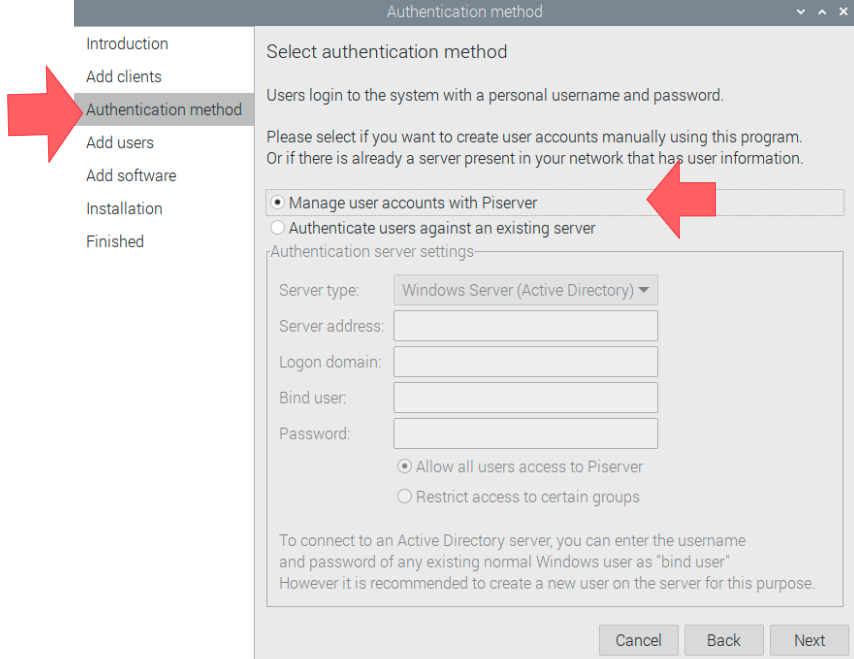 Authentication method
Introduction
Add clients
Authentication method
Add users
Add software
Installation
Finished
Select authentication method
Users login to the system with a personal username and password.
Please select if you want to create user accounts manually using this program.
Or if there is already a server present in your network that has user information.
Manage user accounts with Piserver
Authenticate users against an existing server
Authentication server settings
Server type: Windows Server (Active Directory)
Server address:
Logon domain:
Bind user:
Password:
Allow all users access to Piserver
Restrict access to certain groups
To connect to an Active Directory server, you can enter the username
and password of any existing normal Windows user as "bind user"
However it is recommended to create a new user on the server for this purpose.
Cancel Back Next